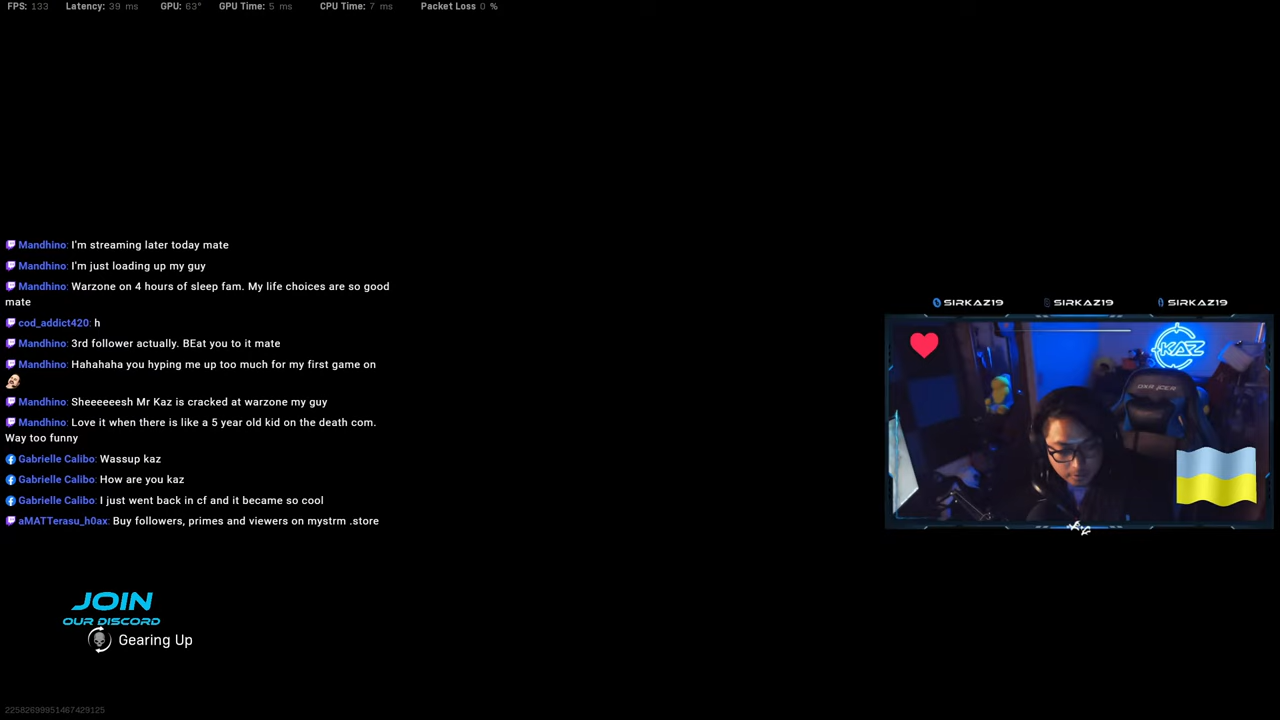 FPS: 133 Latency: 39 ms GPU: 63° GPU Time: 5 ms CPU Time: 7 ms Packet Loss 0 %
Mandhino: I'm streaming later today mate
Mandhino: I'm just loading up my guy
Mandhino: Warzone on 4 hours of sleep fam. My life choices are so good
mate
cod_addict420: h
Mandhino: 3rd follower actually. BEat you to it mate
Mandhino: Hahahaha you hyping me up too much for my first game on
Mandhino: Sheeeeeesh Mr Kaz is cracked at warzone my guy
Mandhino: Love it when there is like a 5 year old kid on the death com.
Way too funny
Gabrielle Calibo: Wassup kaz
Gabrielle Calibo: How are you kaz
Gabrielle Calibo: I just went back in cf and it became so cool
aMATTerasu_h0ax: Buy followers, primes and viewers on mystrm .store
SIRKAZ19 SIRKAZ19 SIRKAZ19
KAZ
DXRACER
JOIN
OUR DISCORD
Gearing Up
22582699951467429125